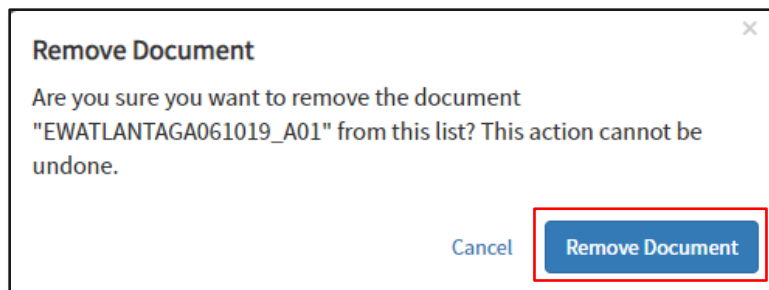 ×
Remove Document
Are you sure you want to remove the document
"EWATLANTAGA061019_A01" from this list? This action cannot be
undone.
Cancel Remove Document